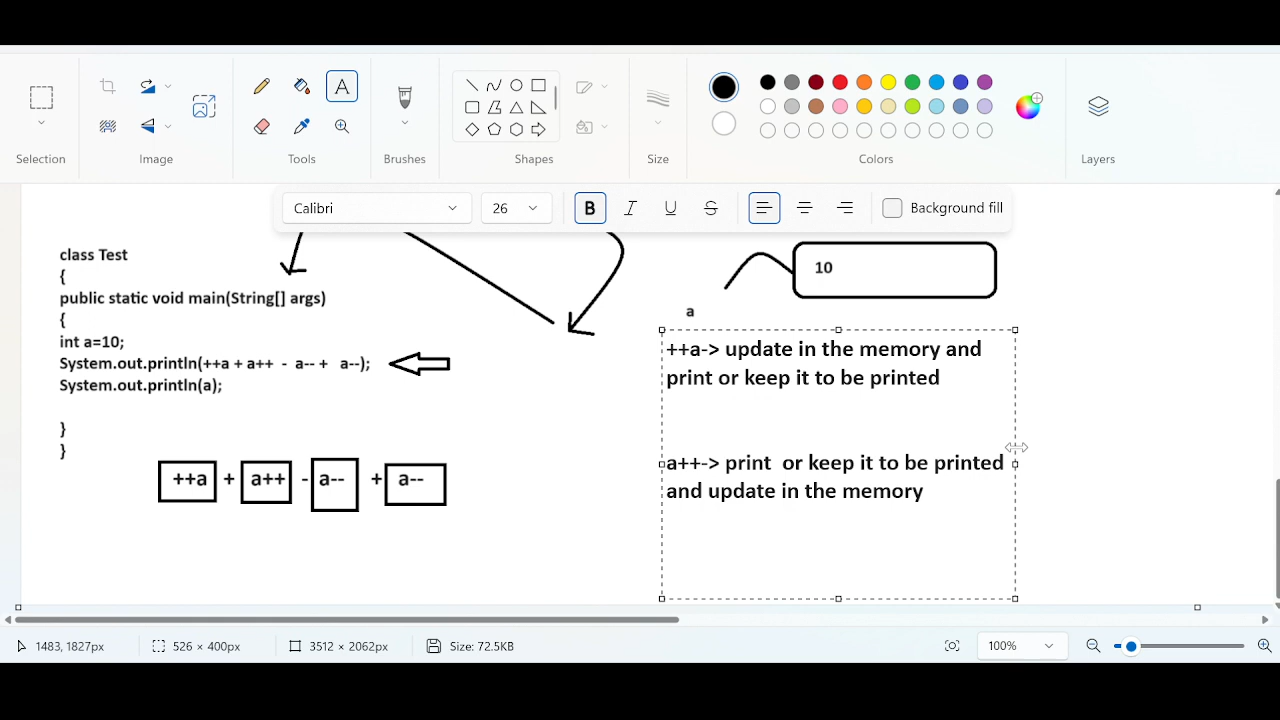 Selection
Image
Tools
Brushes
Shapes
Size
Colors
Layers
Calibri
26
B
I
U
S
Background fill
class Test
{
public static void main(String[] args)
{
int a=10;
System.out.println(++a + a++ - a-- + a--);
System.out.println(a);
}
}
++a + a++ - a-- + a--
10
a
++a-> update in the memory and
print or keep it to be printed
a++-> print or keep it to be printed
and update in the memory
1483, 1827px
526 × 400px
3512 × 2062px
Size: 72.5KB
100%